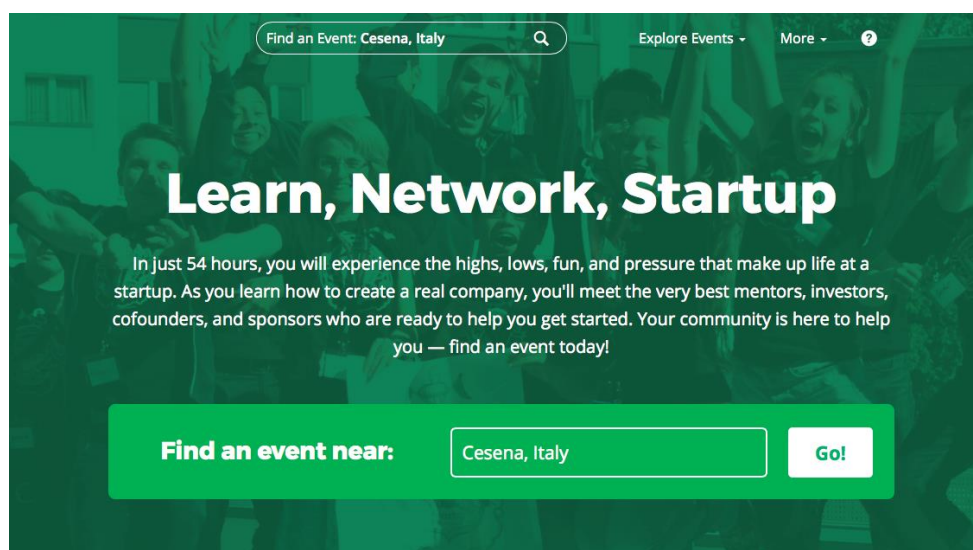 Find an Event: Cesena, Italy
Explore Events
More
?
Learn, Network, Startup
In just 54 hours, you will experience the highs, lows, fun, and pressure that make up life at a
startup. As you learn how to create a real company, you'll meet the very best mentors, investors,
cofounders, and sponsors who are ready to help you get started. Your community is here to help
you — find an event today!
Find an event near:
Cesena, Italy
Go!